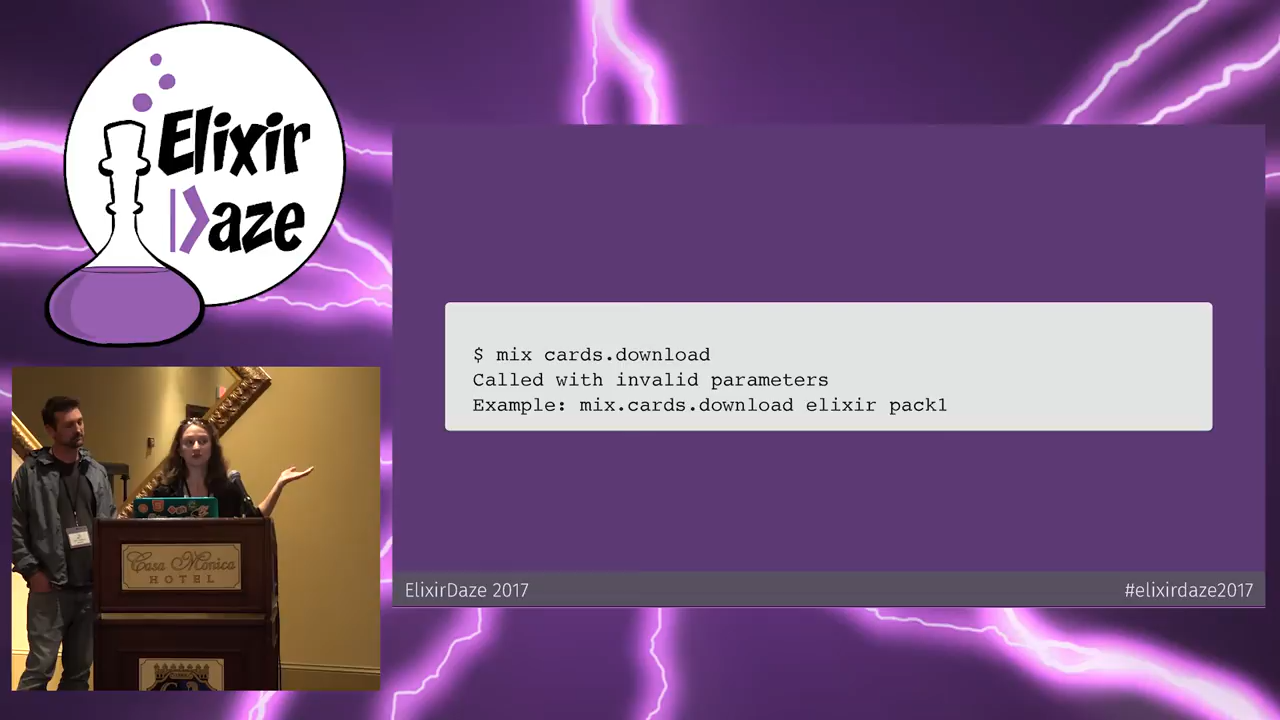 Elixir
Daze
$ mix cards.download
Called with invalid parameters
Example: mix.cards.download elixir pack1
Casa Monica
HOTEL
ElixirDaze 2017
#elixirdaze2017